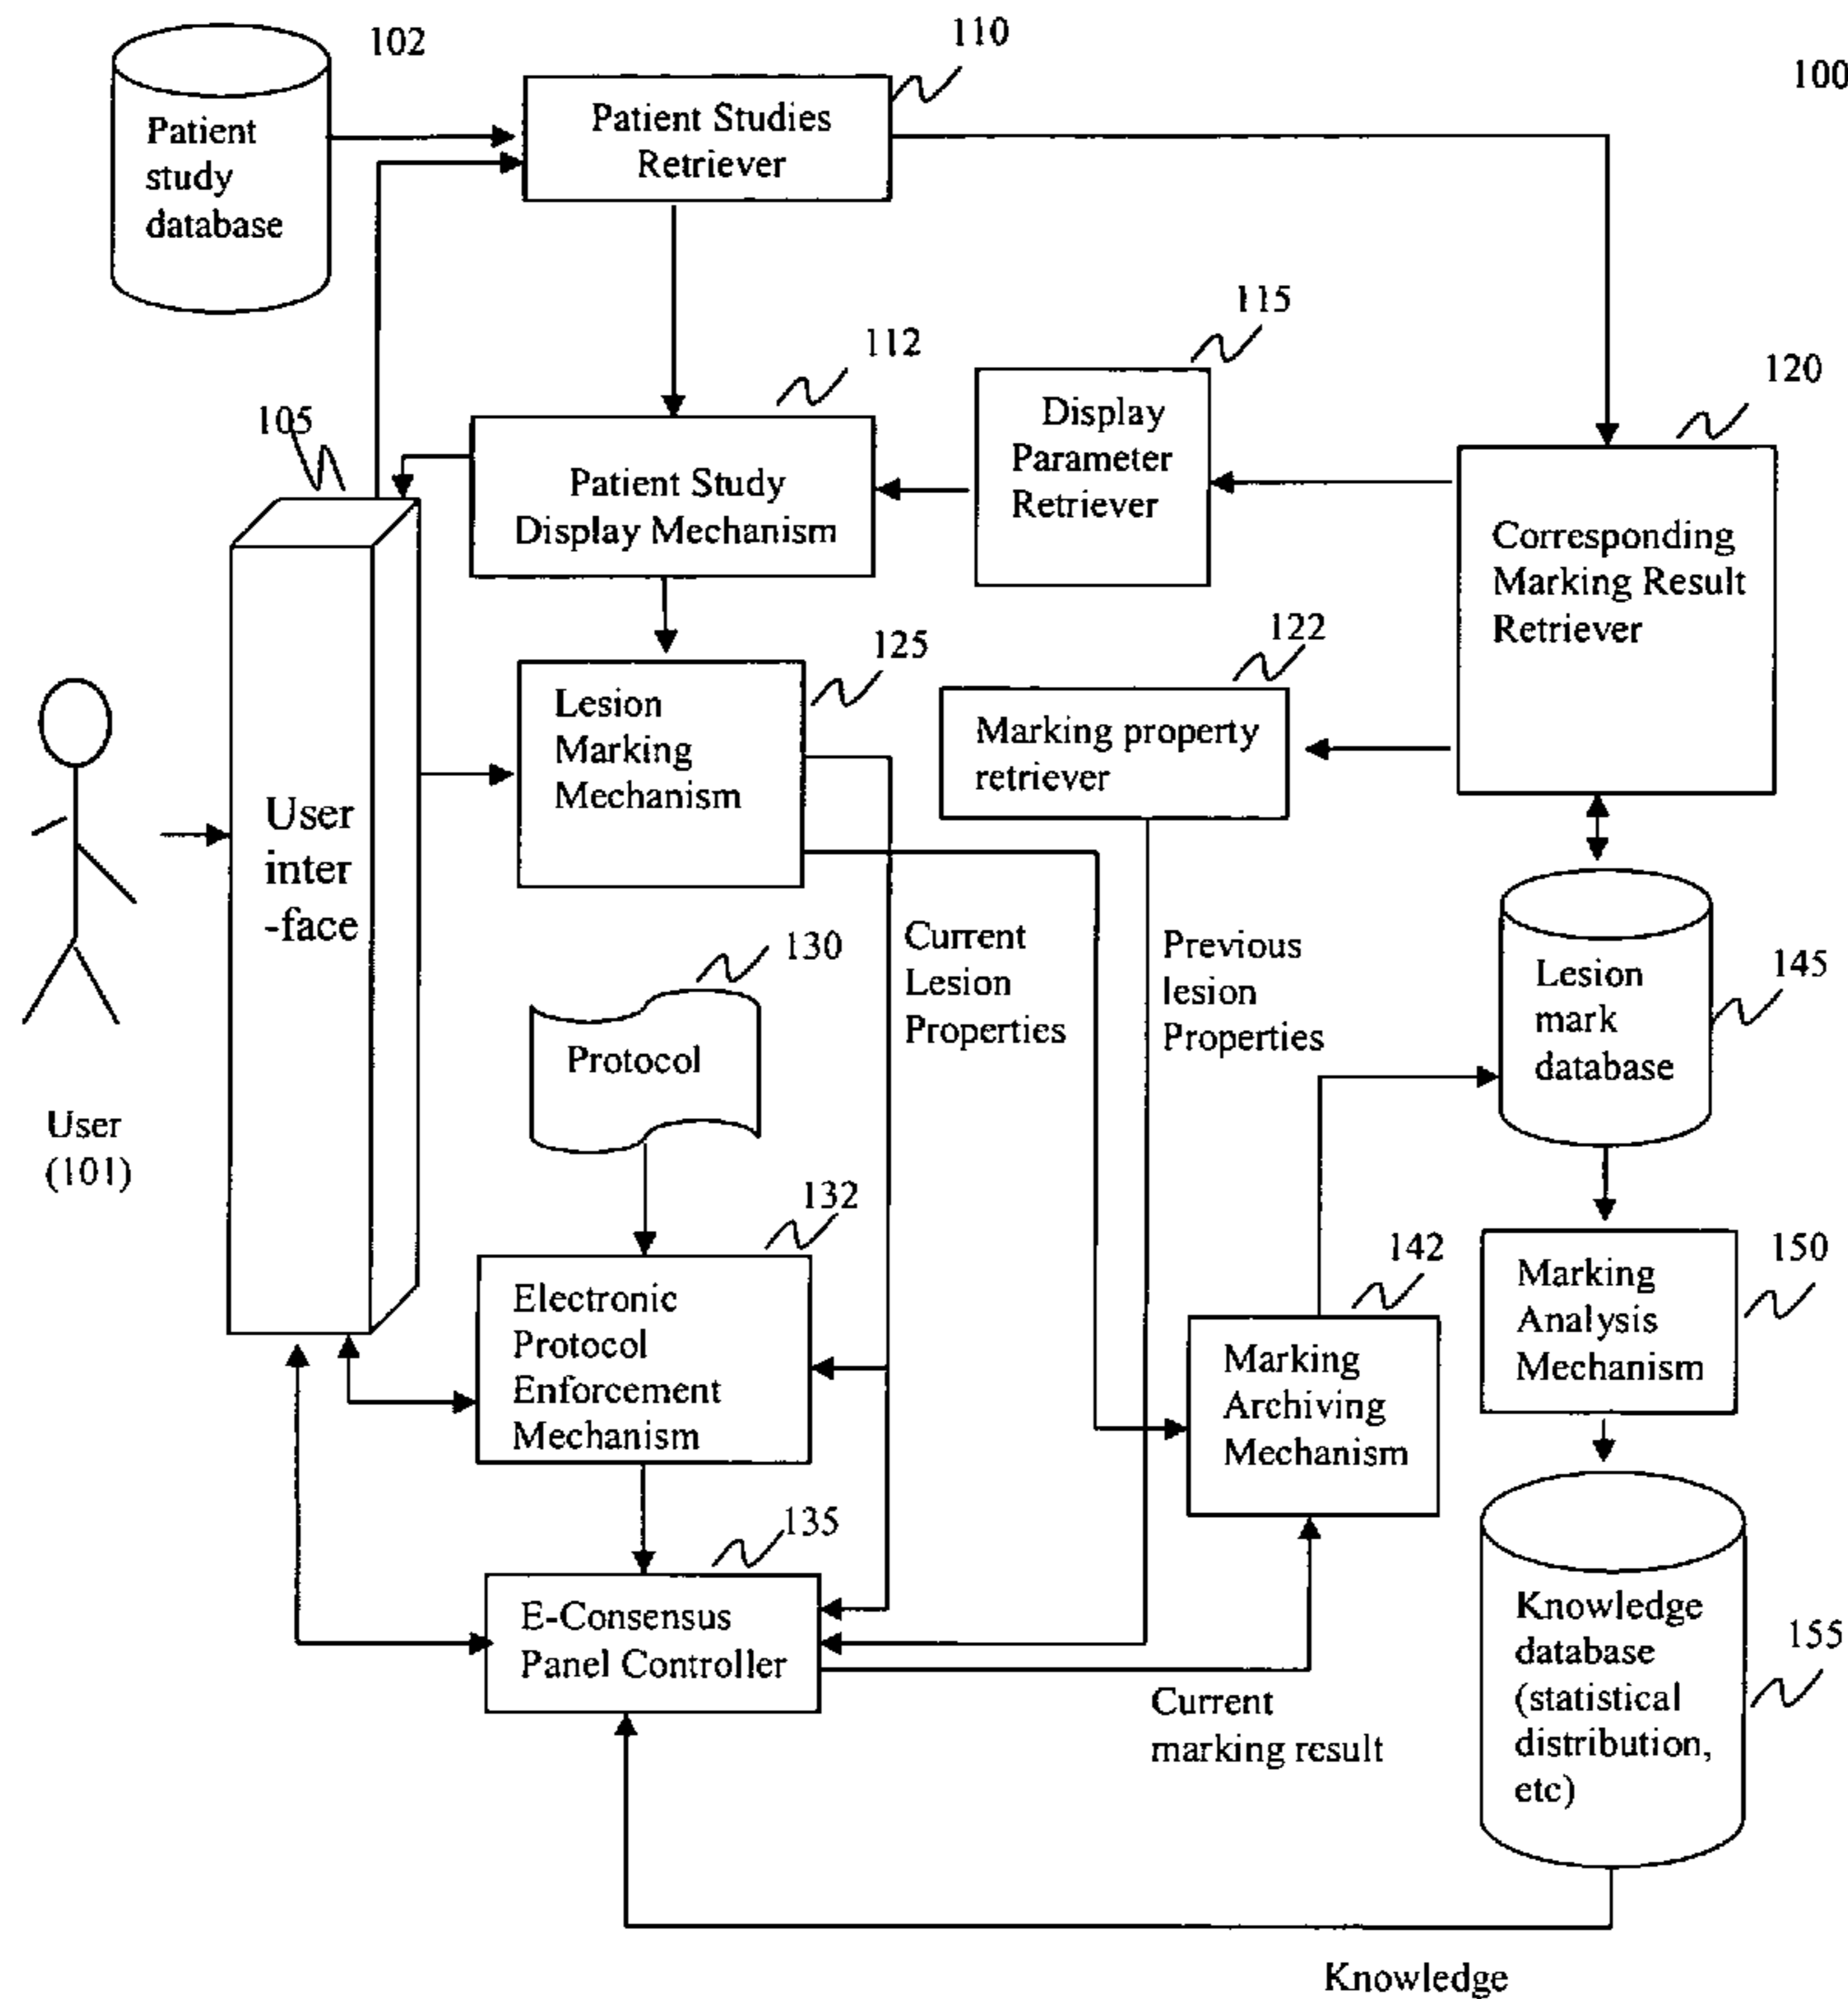 102
110
100
Patient
study
database
Patient Studies
Retriever
115
112
120
105
Display
Parameter
Retriever
Patient Study
Display Mechanism
Corresponding
Marking Result
Retriever
125
122
Lesion
Marking
Mechanism
Marking property
retriever
User
inter
-face
Current
Lesion
Properties
Previous
lesion
Properties
130
145
Lesion
mark
database
Protocol
User
(101)
132
142
150
Electronic
Protocol
Enforcement
Mechanism
Marking
Analysis
Mechanism
Marking
Archiving
Mechanism
135
E-Consensus
Panel Controller
Knowledge
database
(statistical
distribution,
etc)
155
Current
marking result
Knowledge